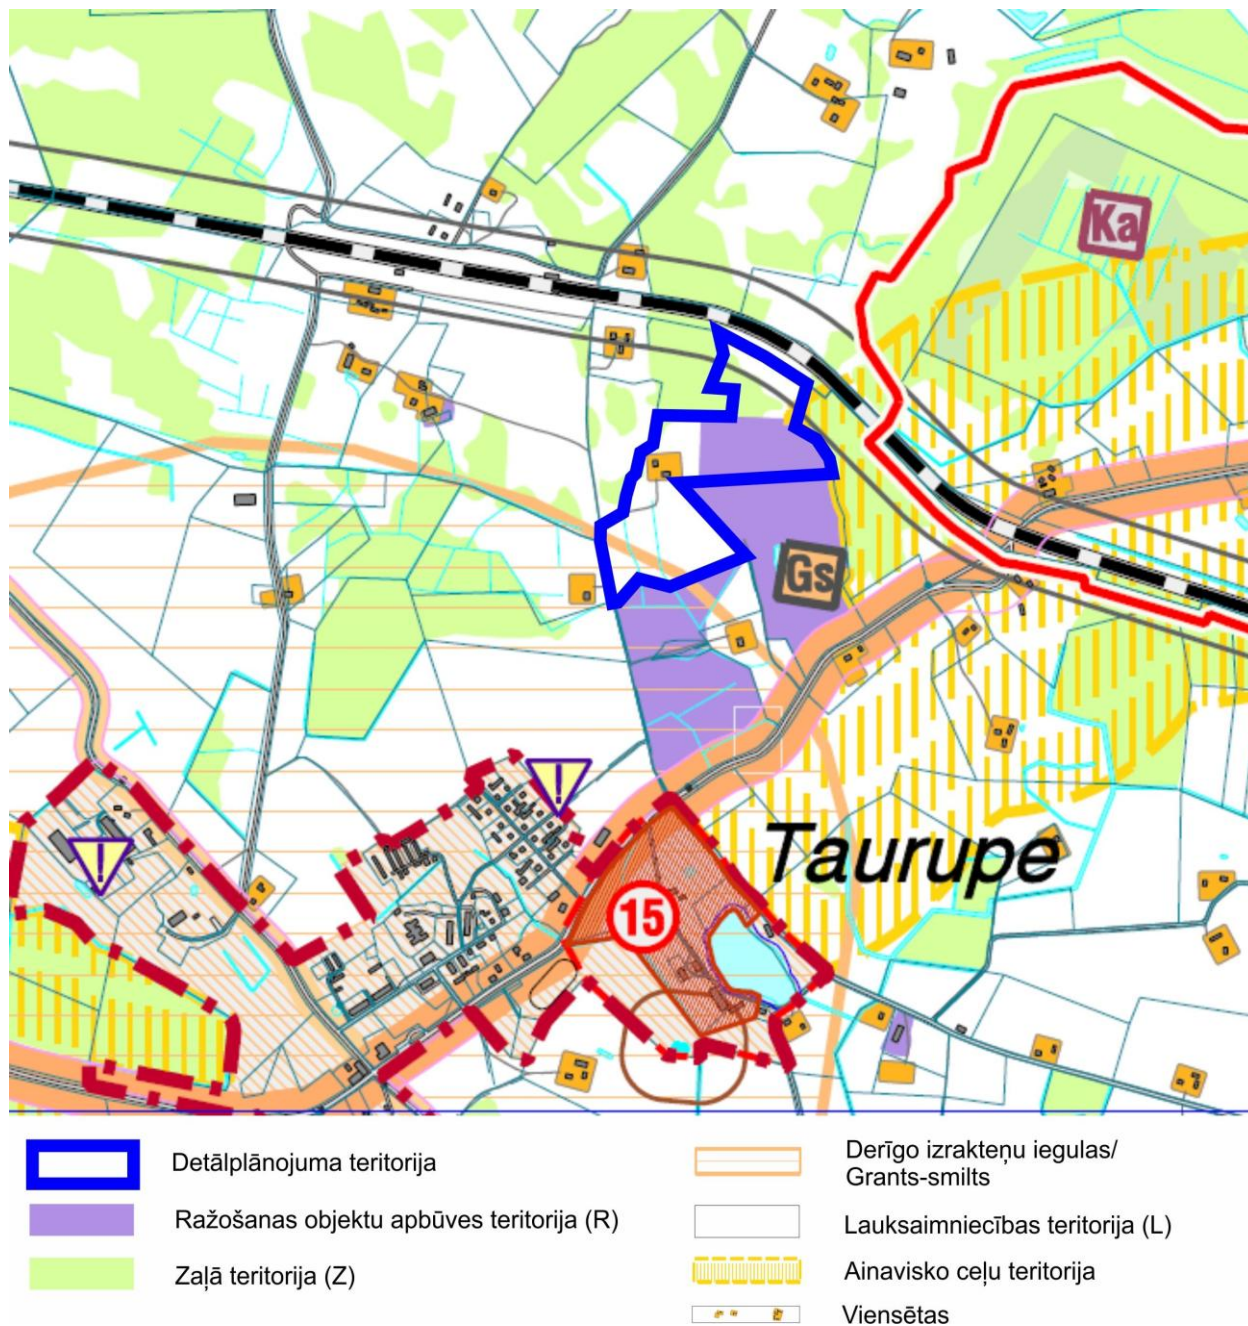 Ka
Gs
!
!
Taurupe
15
Detālplānojuma teritorija
Ražošanas objektu apbūves teritorija (R)
Zaļā teritorija (Z)
Derīgo izrakteņu iegulas/
Grants-smilts
Lauksaimniecības teritorija (L)
Ainavisko ceļu teritorija
Viensētas